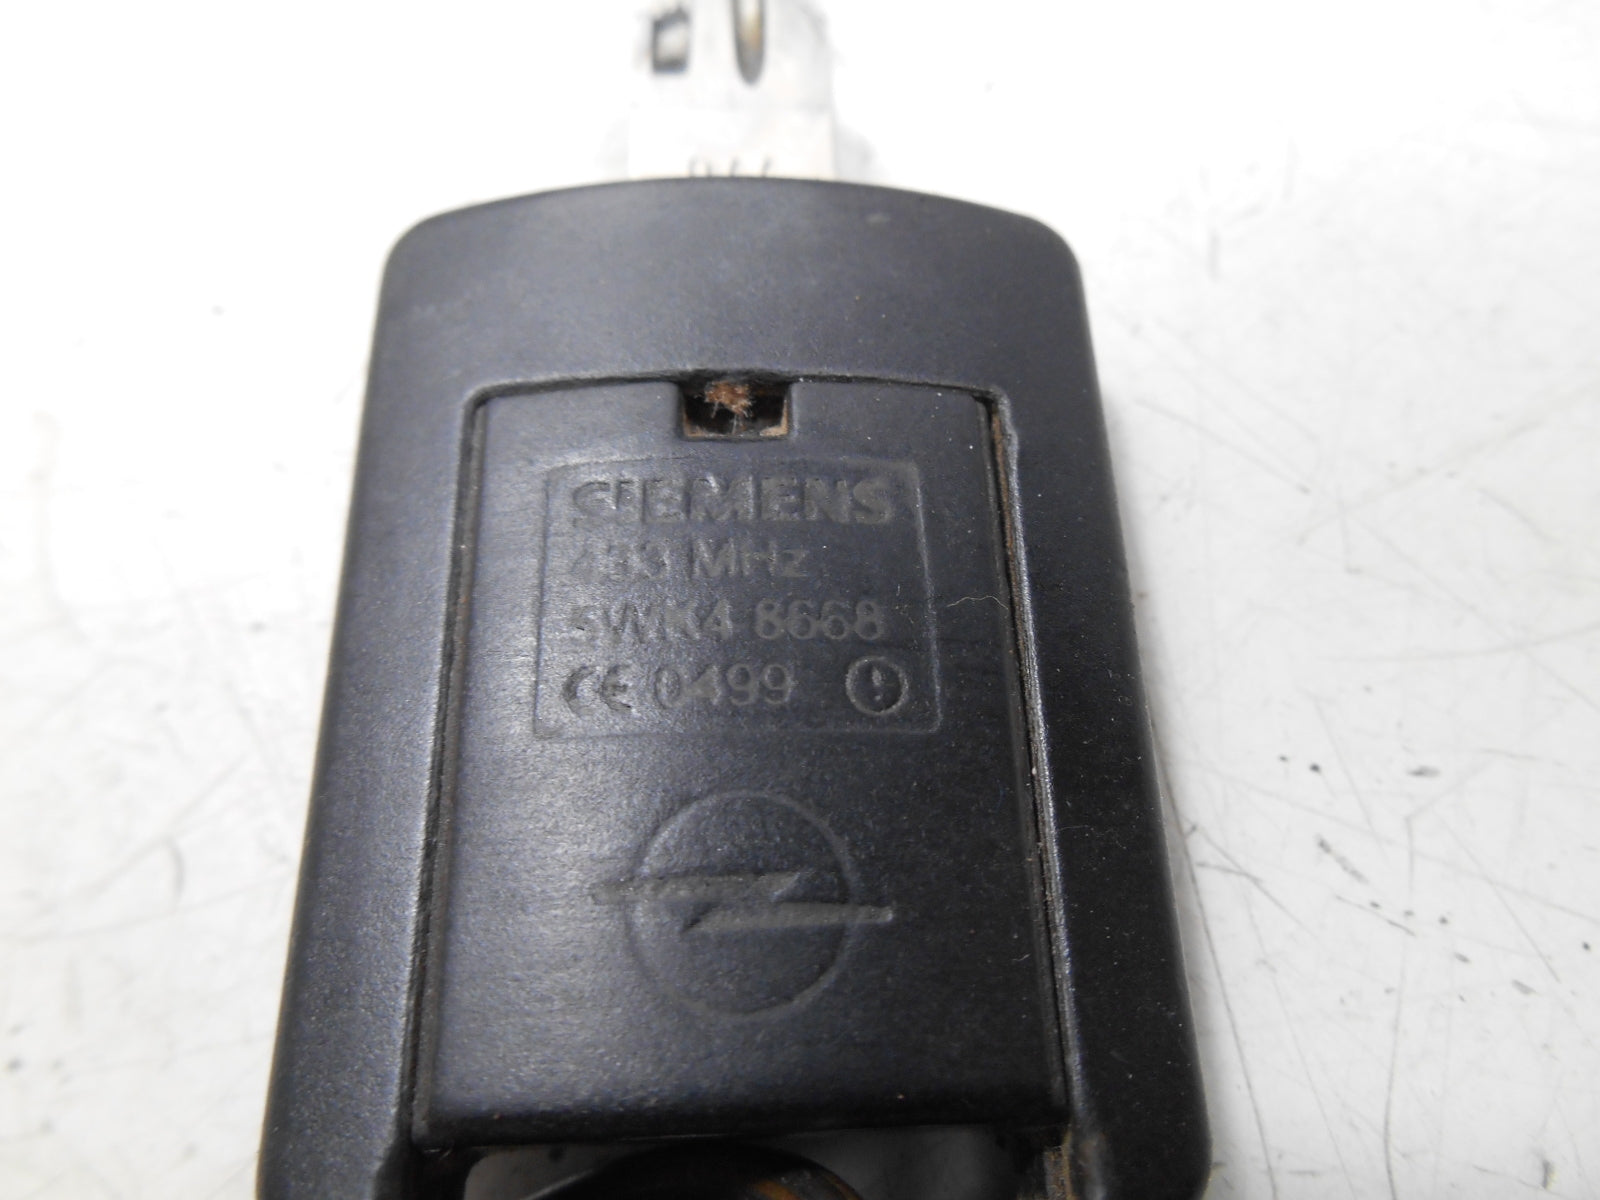 SIEMENS
433 MHz
5WK4 8668
CE 0499 !